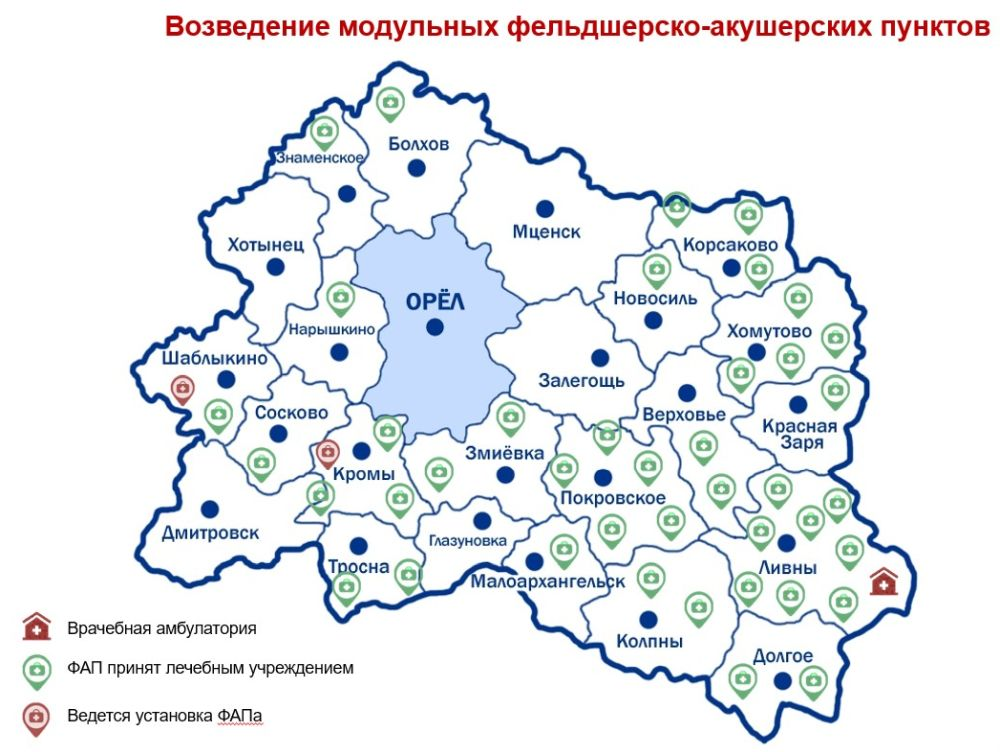 Возведение модульных фельдшерско-акушерских пунктов
Болхов
Знаменское
Мценск
Хотынец
Корсаково
Новосиль
ОРЁЛ
Нарышкино
Хомутово
Шаблыкино
Залегощь
Сосково
Верховье
Красная
Заря
Змиёвка
Кромы
Покровское
Дмитровск
Глазуновка
Тросна
Малоархангельск
Ливны
Колпны
Долгое
Врачебная амбулатория
ФАП принят лечебным учреждением
Ведется установка ФАПа